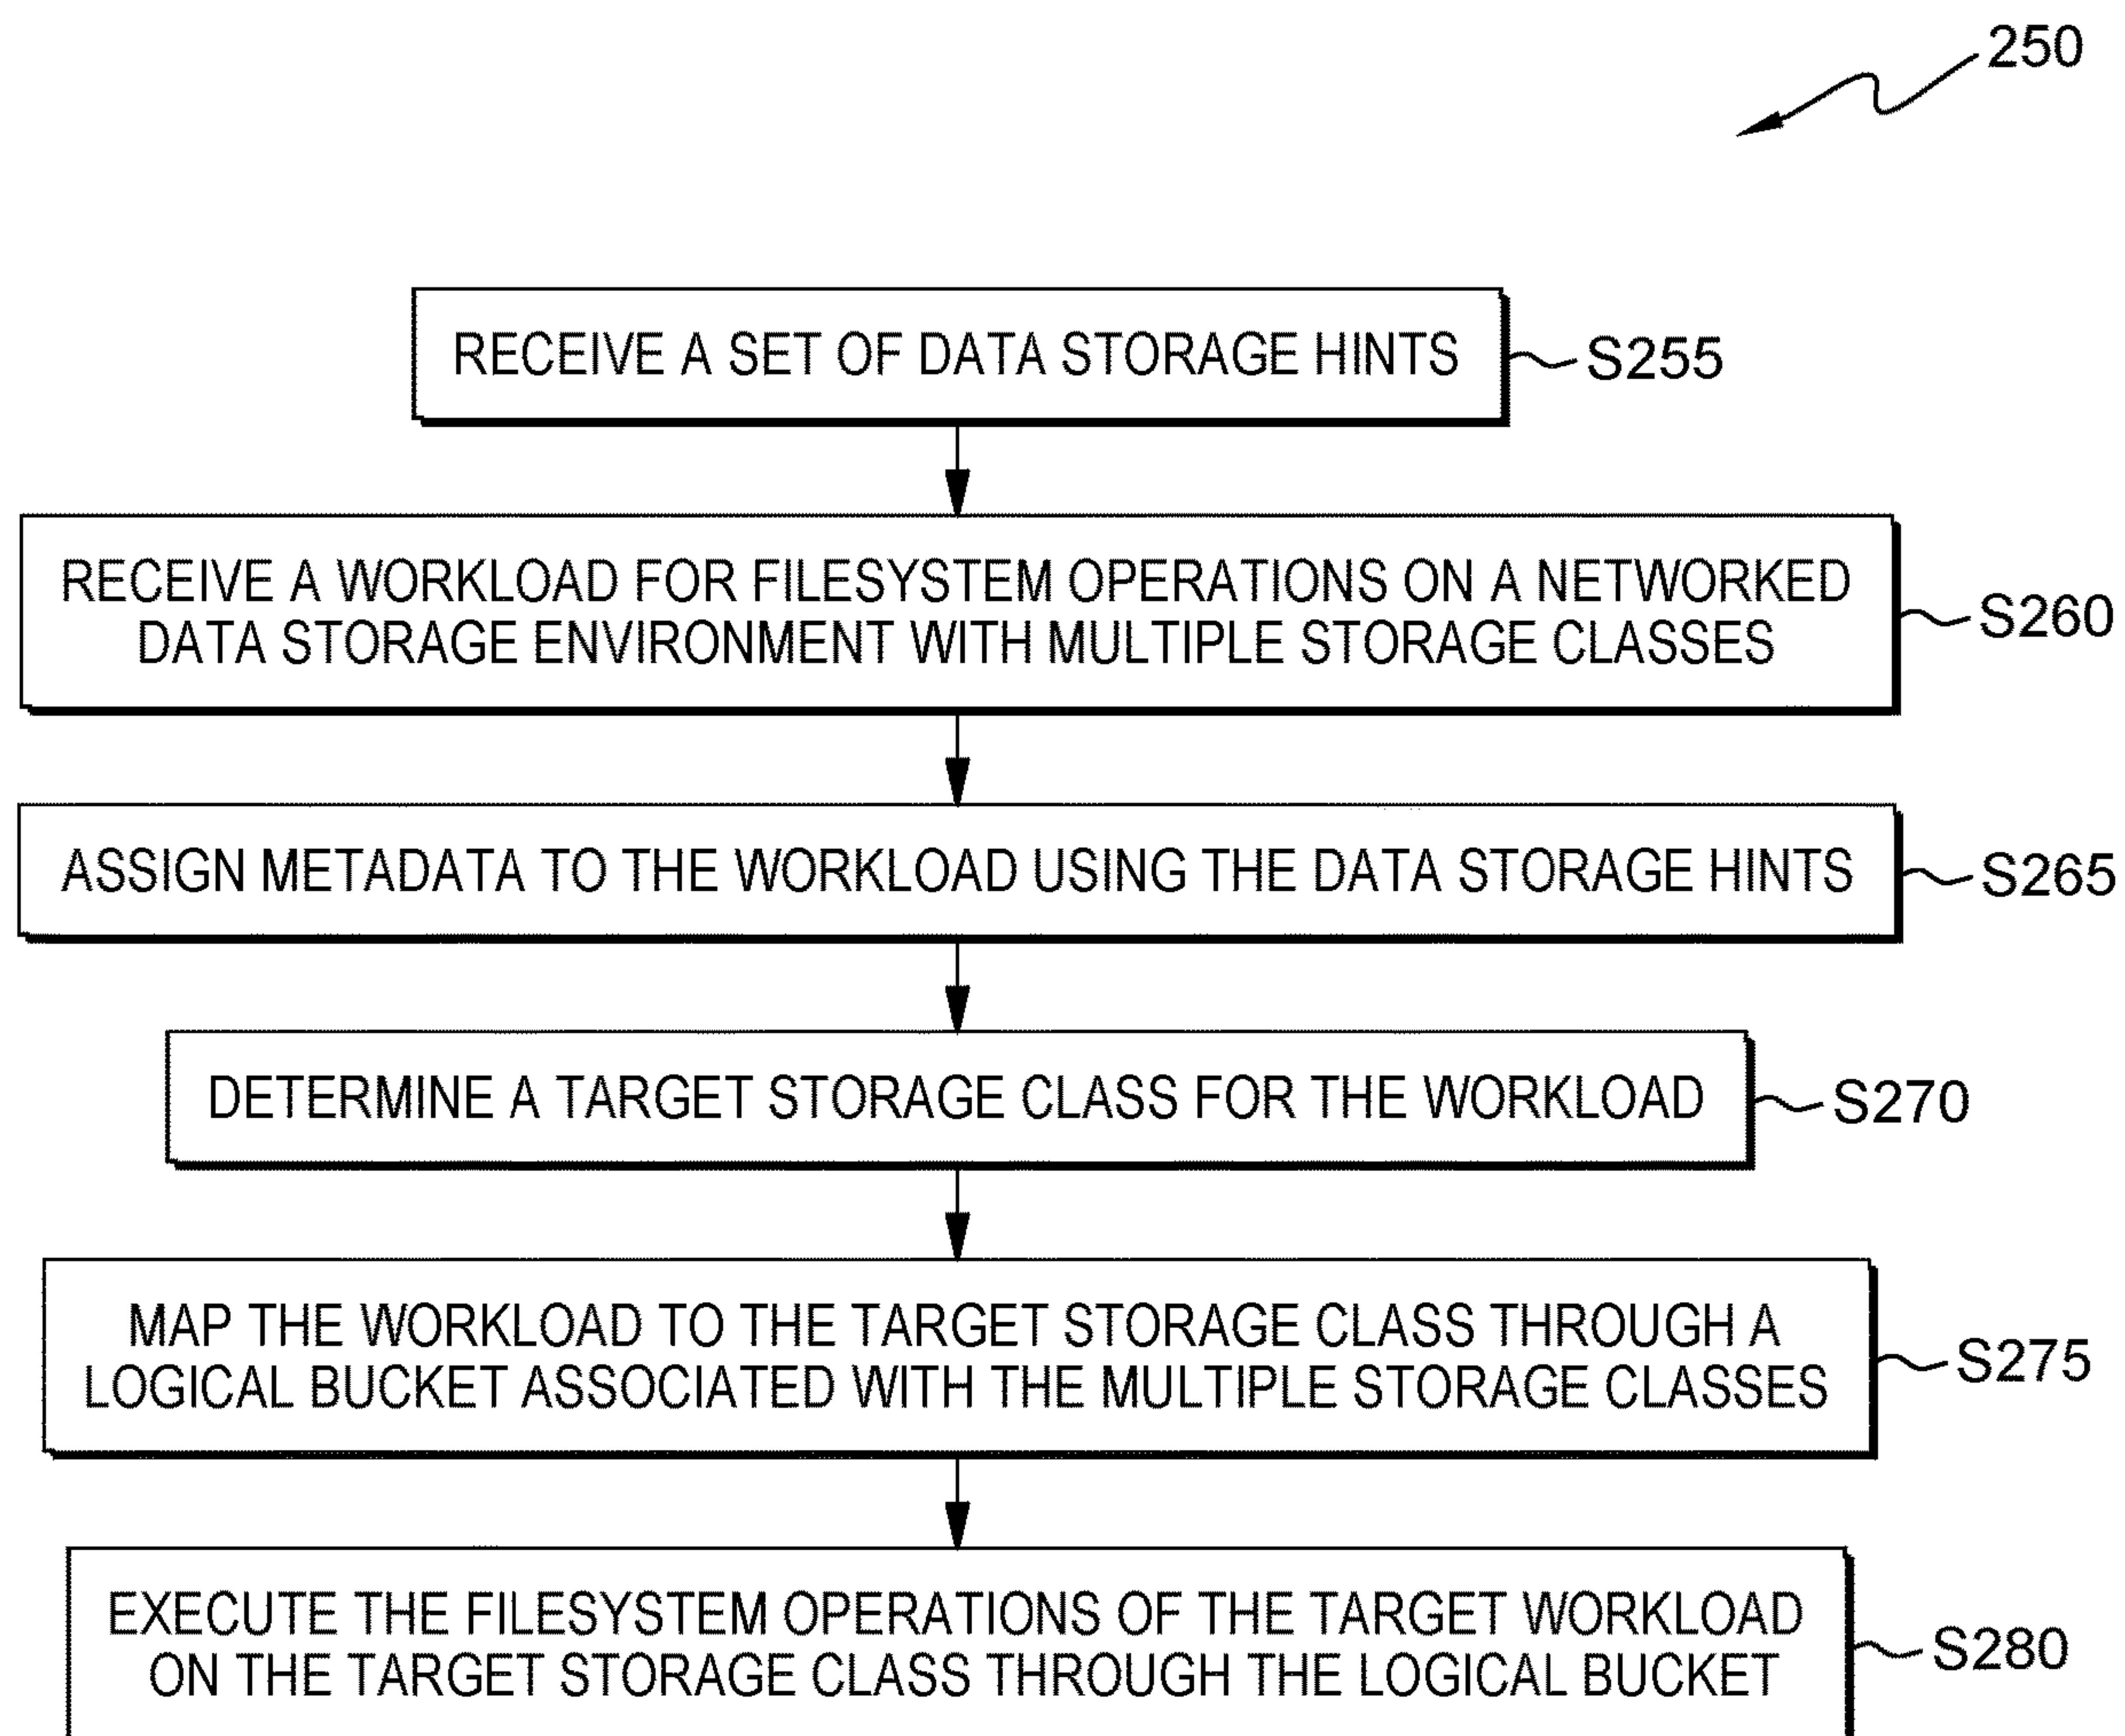 250
RECEIVE A SET OF DATA STORAGE HINTS
S255
RECEIVE A WORKLOAD FOR FILESYSTEM OPERATIONS ON A NETWORKED
DATA STORAGE ENVIRONMENT WITH MULTIPLE STORAGE CLASSES
S260
ASSIGN METADATA TO THE WORKLOAD USING THE DATA STORAGE HINTS
S265
DETERMINE A TARGET STORAGE CLASS FOR THE WORKLOAD
S270
MAP THE WORKLOAD TO THE TARGET STORAGE CLASS THROUGH A
LOGICAL BUCKET ASSOCIATED WITH THE MULTIPLE STORAGE CLASSES
S275
EXECUTE THE FILESYSTEM OPERATIONS OF THE TARGET WORKLOAD
ON THE TARGET STORAGE CLASS THROUGH THE LOGICAL BUCKET
S280